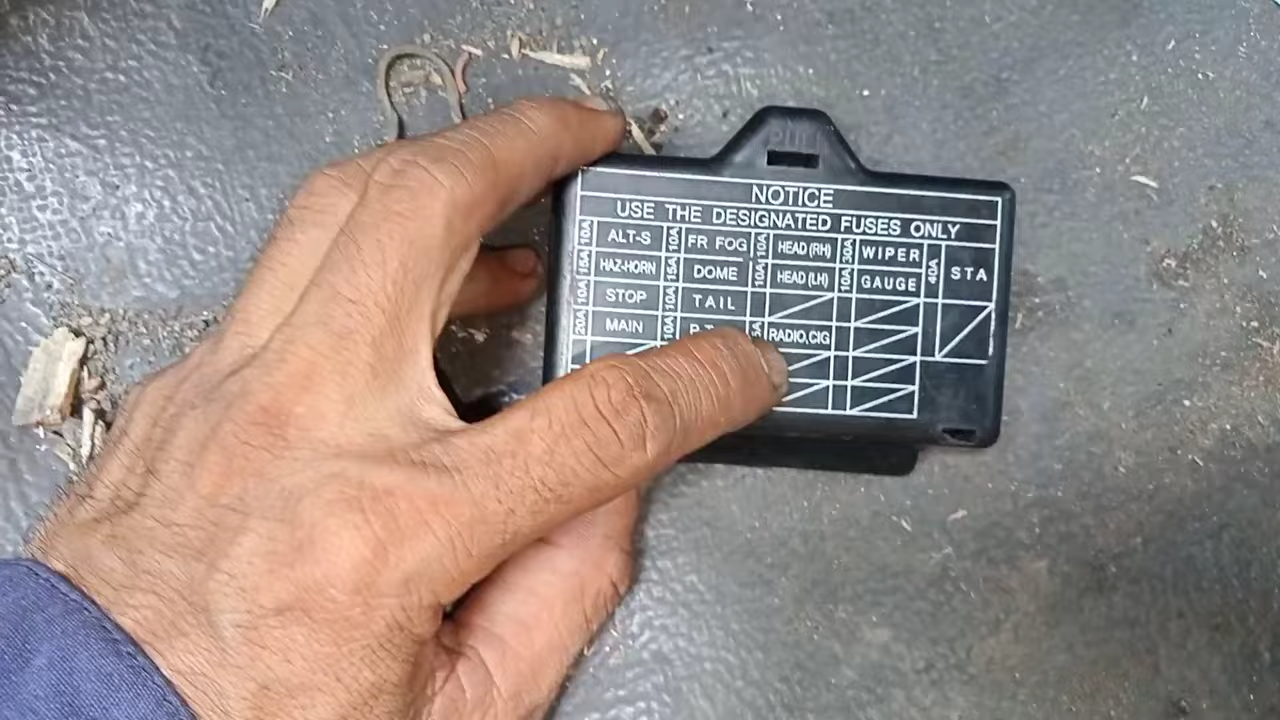 NOTICE
USE THE DESIGNATED FUSES ONLY
10A ALT-S 10A FR FOG 10A HEAD (RH) 30A WIPER 40A STA
15A HAZ-HORN 15A DOME 10A HEAD (LH) 10A GAUGE
10A STOP 10A TAIL
20A MAIN 10A RADIO,CIG